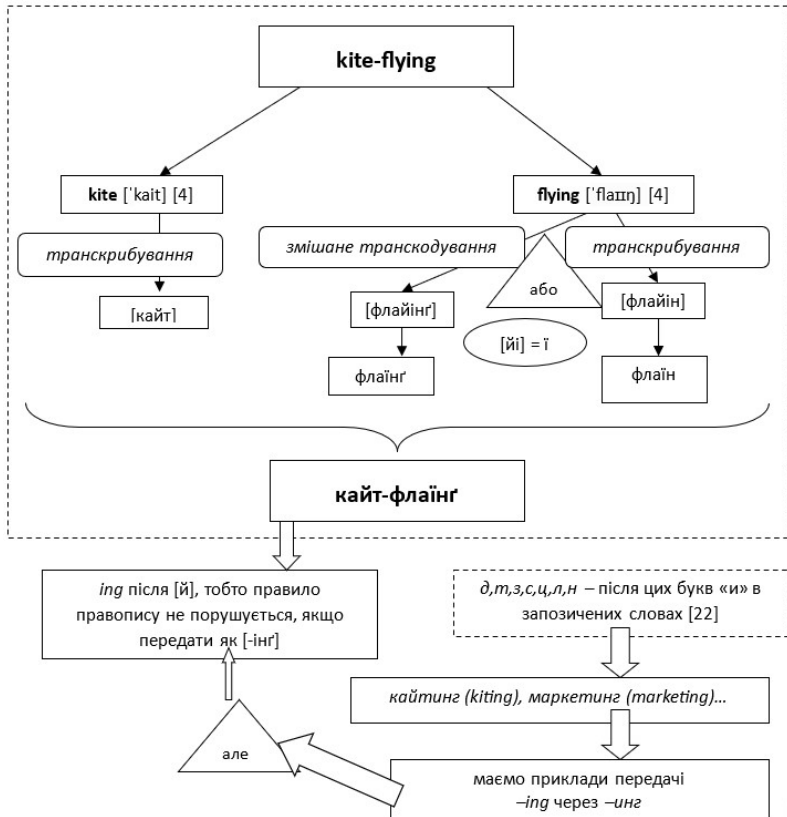 kite-flying
kite [ˈkait] [4]
flying [ˈflaɪɪŋ] [4]
транскрибування
змішане транскодування
транскрибування
або
[кайт]
[флайінґ]
[флайін]
[йі] = ї
флаїнґ
флаїн
кайт-флаїнґ
ing після [й], тобто правило
правопису не порушується, якщо
передати як [-інґ]
д,т,з,с,ц,л,н – після цих букв «и» в
запозичених словах [22]
кайтинг (kiting), маркетинг (marketing)…
але
маємо приклади передачі
–ing через –инг